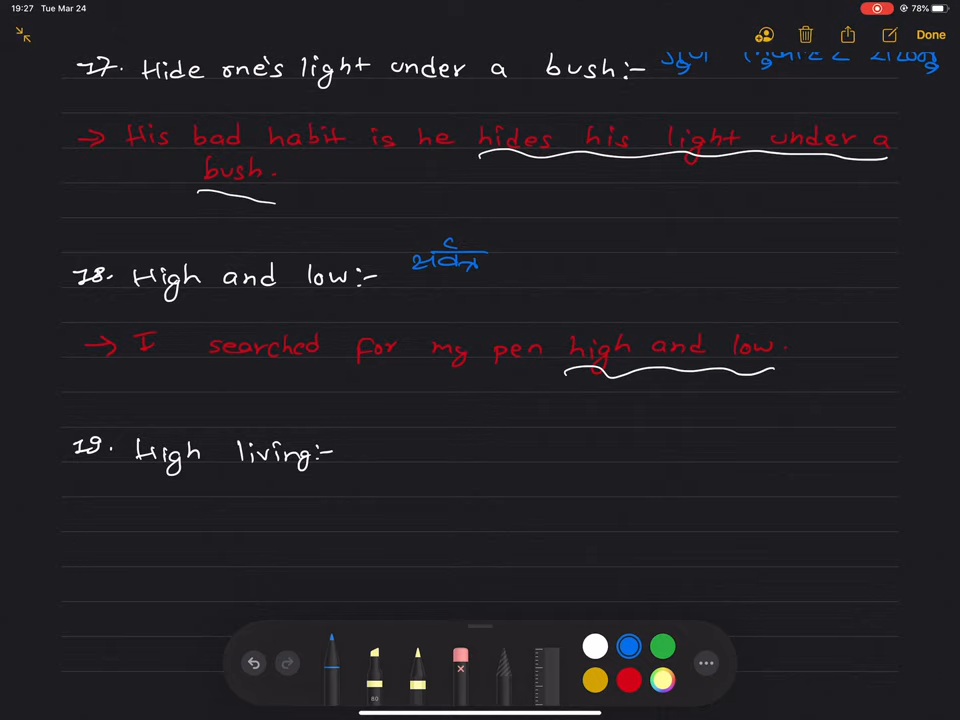 19:27 Tue Mar 24
78%
Done
17. Hide one's light under a bush:-
→ His bad habit is he hides his light under a
bush.
18. High and low:- सर्वत्र
→ I searched for my pen high and low.
19. High living:-
80